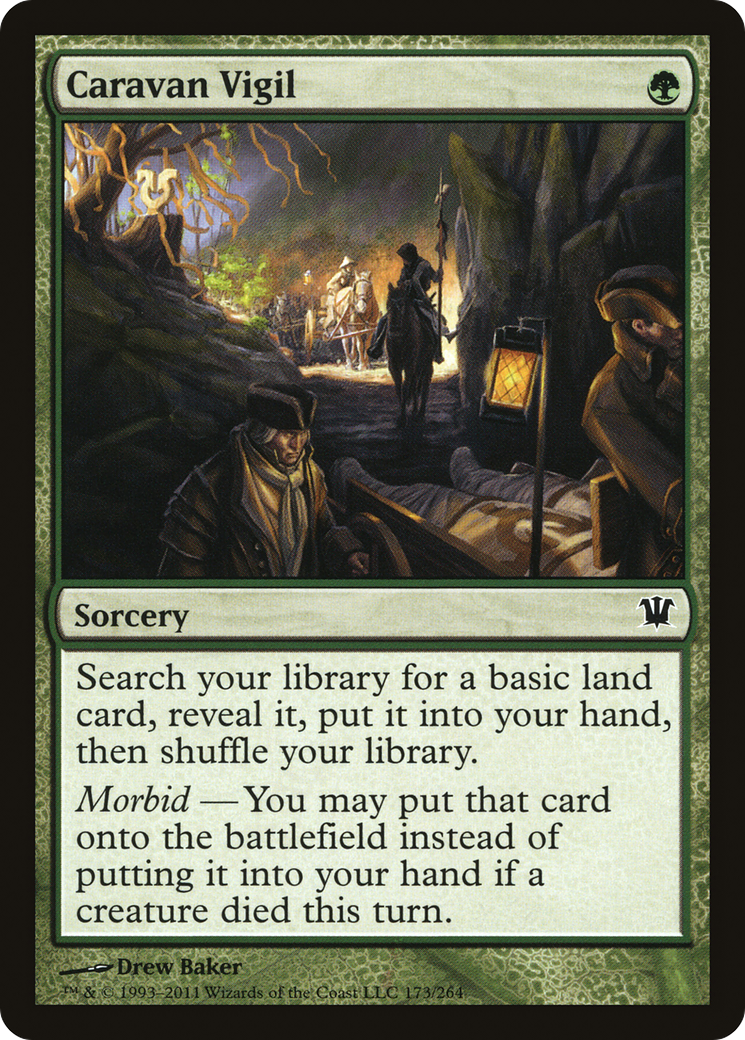 Caravan Vigil
Sorcery
Search your library for a basic land
card, reveal it, put it into your hand,
then shuffle your library.
Morbid — You may put that card
onto the battlefield instead of
putting it into your hand if a
creature died this turn.
Drew Baker
™ & © 1993–2011 Wizards of the Coast LLC 173/264